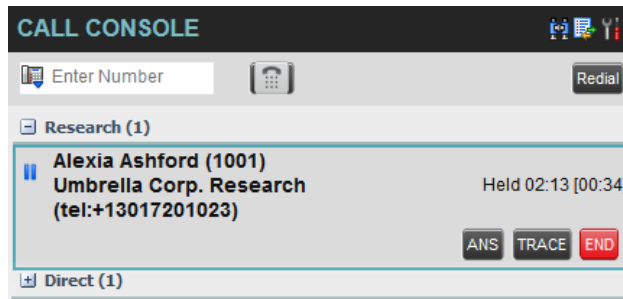 CALL CONSOLE
Enter Number
Redial
Research (1)
Alexia Ashford (1001)
Umbrella Corp. Research
(tel:+13017201023)
Held 02:13 [00:34
ANS TRACE END
Direct (1)